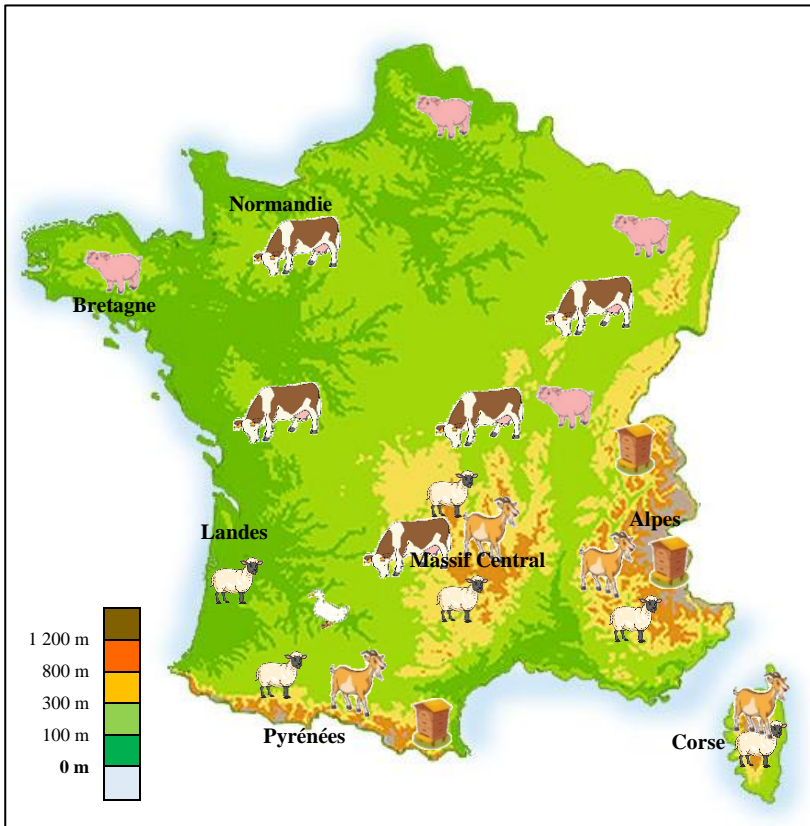 Normandie
Bretagne
Landes
Alpes
Massif Central
1 200 m
800 m
300 m
100 m
0 m
Pyrénées
Corse